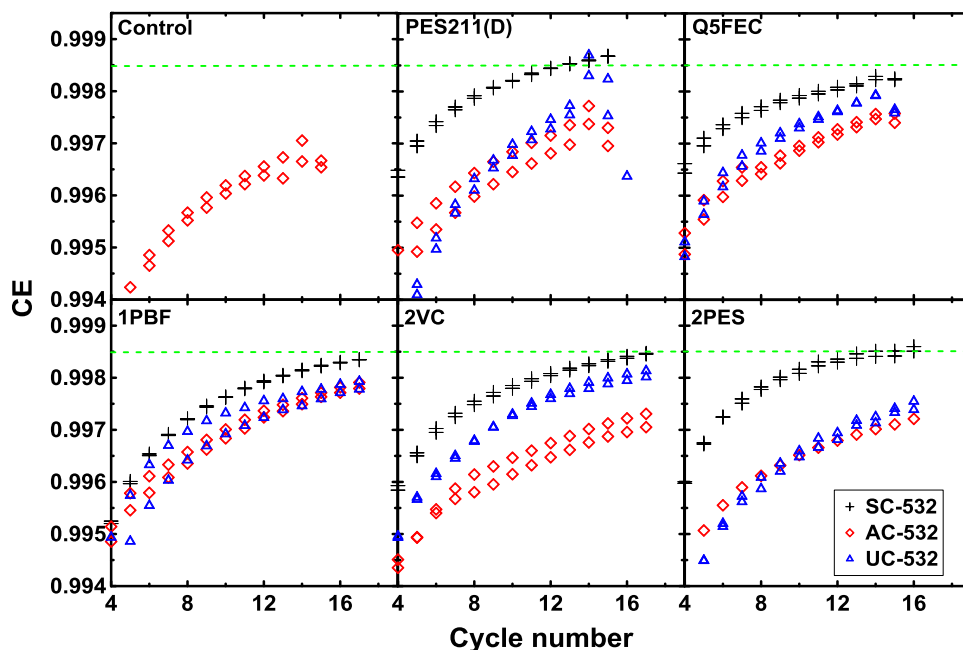 Control
PES211(D)
Q5FEC
0.999
0.998
0.997
0.996
0.995
0.994
CE
1PBF
2VC
2PES
0.999
0.998
0.997
0.996
0.995
0.994
SC-532
AC-532
UC-532
4 8 12 16 4 8 12 16 4 8 12 16
Cycle number